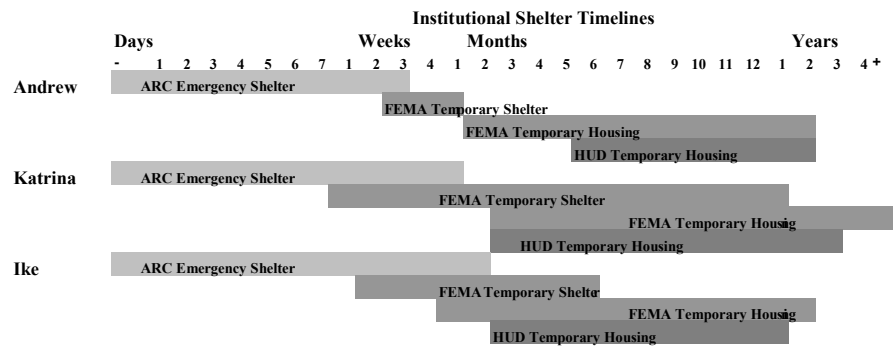 Institutional Shelter Timelines
Days Weeks Months Years
- 1 2 3 4 5 6 7 1 2 3 4 1 2 3 4 5 6 7 8 9 10 11 12 1 2 3 4 +
Andrew
ARC Emergency Shelter
FEMA Temporary Shelter
FEMA Temporary Housing
HUD Temporary Housing
Katrina
ARC Emergency Shelter
FEMA Temporary Shelter
FEMA Temporary Housing
HUD Temporary Housing
Ike
ARC Emergency Shelter
FEMA Temporary Shelter
FEMA Temporary Housing
HUD Temporary Housing